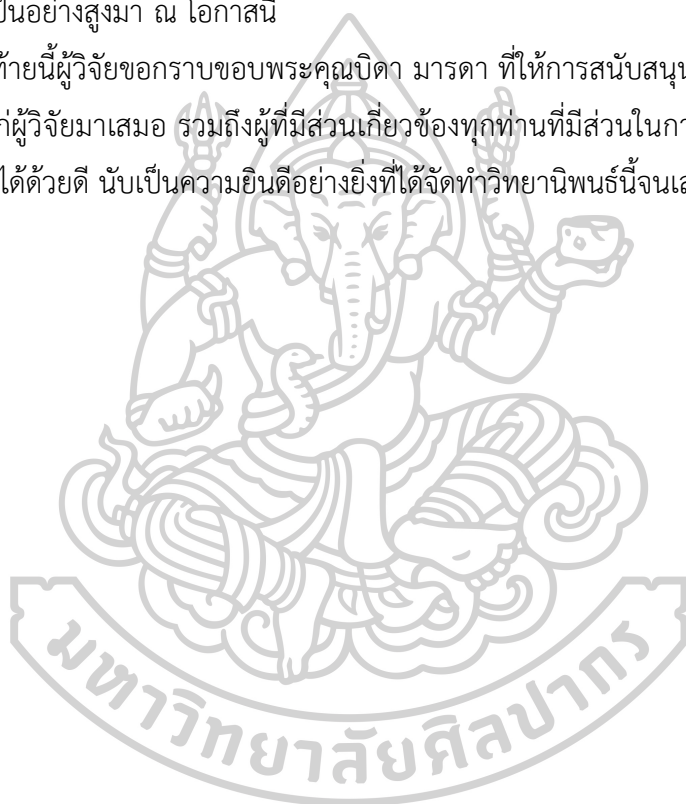 ป็นอย่างสูงมา ณ โอกาสนี้
ท้ายนี้ผู้วิจัยขอกราบขอบพระคุณบิดา มารดา ที่ให้การสนับสนุน
ก่ผู้วิจัยมาเสมอ รวมถึงผู้ที่มีส่วนเกี่ยวข้องทุกท่านที่มีส่วนในกา
ได้ด้วยดี นับเป็นความยินดีอย่างยิ่งที่ได้จัดทำวิทยานิพนธ์นี้จนเส
มหาวิทยาลัยศิลปากร